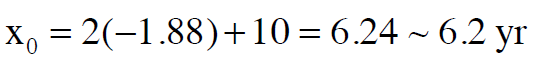 x₀ = 2(−1.88)+10 = 6.24 ~ 6.2 yr